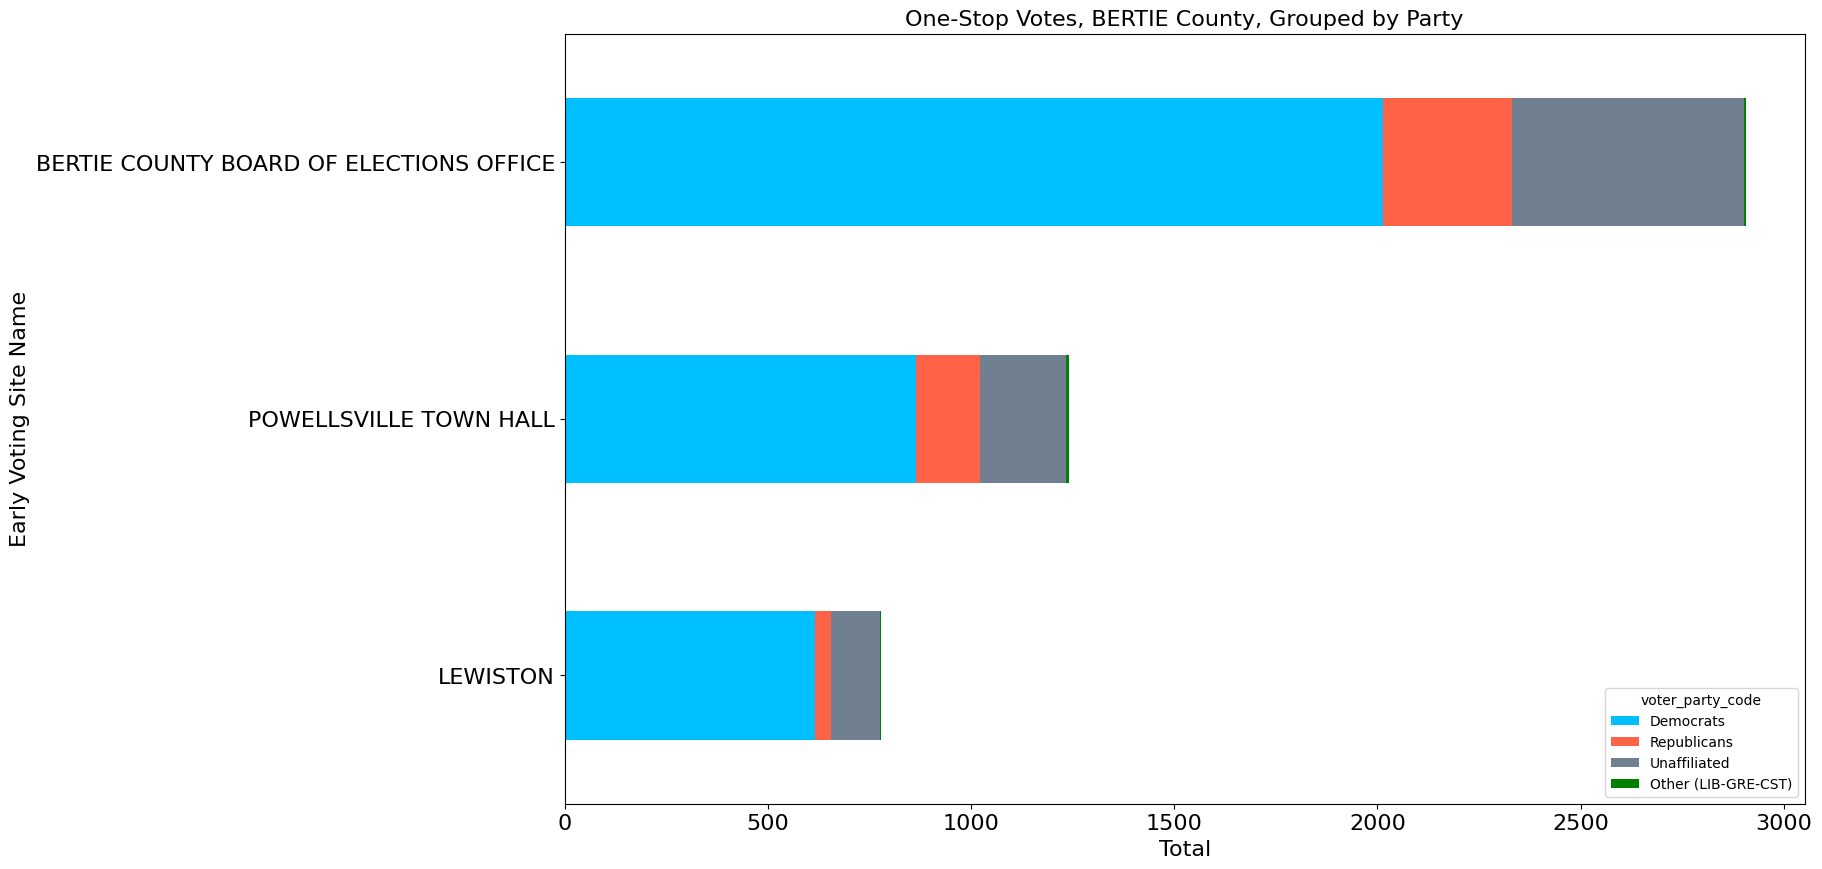 One-Stop Votes, BERTIE County, Grouped by Party
Early Voting Site Name
BERTIE COUNTY BOARD OF ELECTIONS OFFICE
POWELLSVILLE TOWN HALL
LEWISTON
voter_party_code
Democrats
Republicans
Unaffiliated
Other (LIB-GRE-CST)
0 500 1000 1500 2000 2500 3000
Total